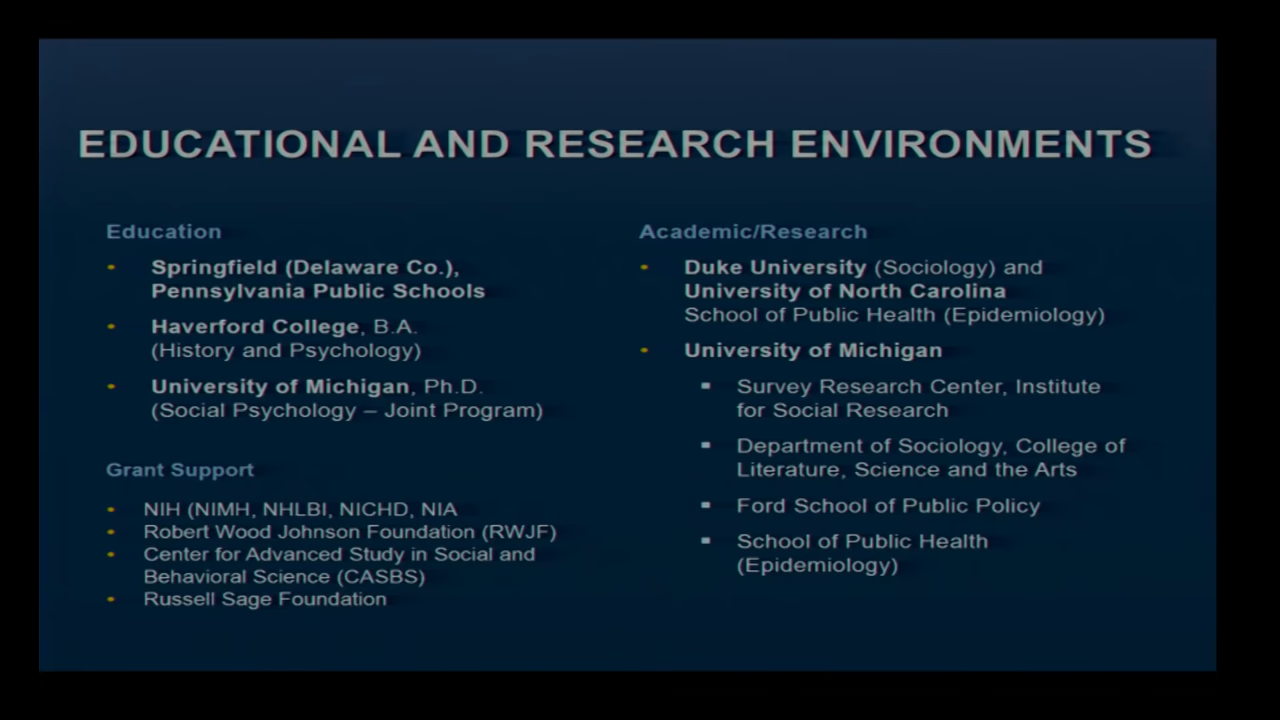 EDUCATIONAL AND RESEARCH ENVIRONMENTS
Education
• Springfield (Delaware Co.),
Pennsylvania Public Schools
• Haverford College, B.A.
(History and Psychology)
• University of Michigan, Ph.D.
(Social Psychology – Joint Program)
Grant Support
• NIH (NIMH, NHLBI, NICHD, NIA
• Robert Wood Johnson Foundation (RWJF)
• Center for Advanced Study in Social and
Behavioral Science (CASBS)
• Russell Sage Foundation
Academic/Research
• Duke University (Sociology) and
University of North Carolina
School of Public Health (Epidemiology)
• University of Michigan
▪ Survey Research Center, Institute
for Social Research
▪ Department of Sociology, College of
Literature, Science and the Arts
▪ Ford School of Public Policy
▪ School of Public Health
(Epidemiology)